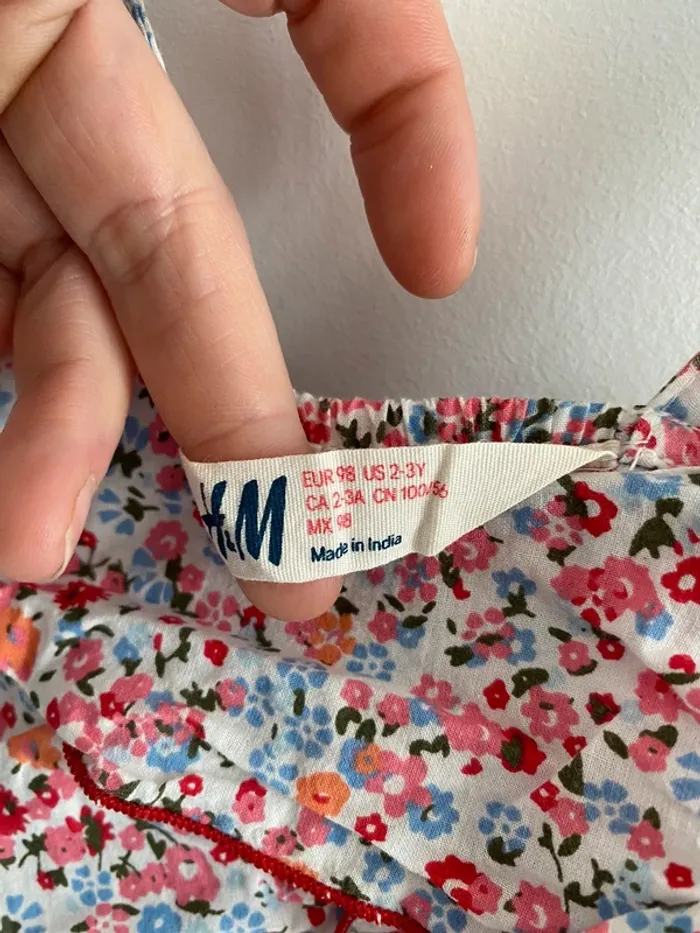 H&M
EUR 98 US 2-3Y
CA 2-3A CN 100/56
MX 98
Made in India